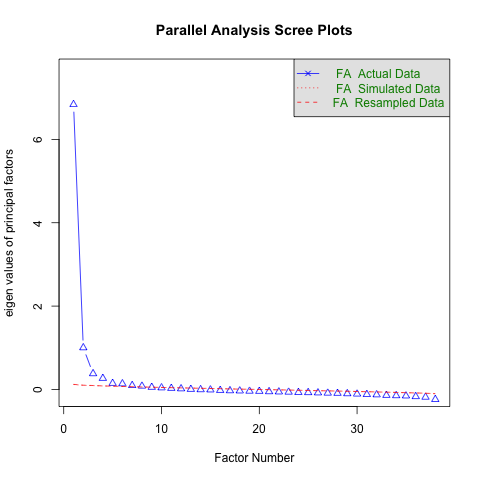 Parallel Analysis Scree Plots
FA Actual Data
FA Simulated Data
FA Resampled Data
eigen values of principal factors
6
4
2
0
0 10 20 30
Factor Number